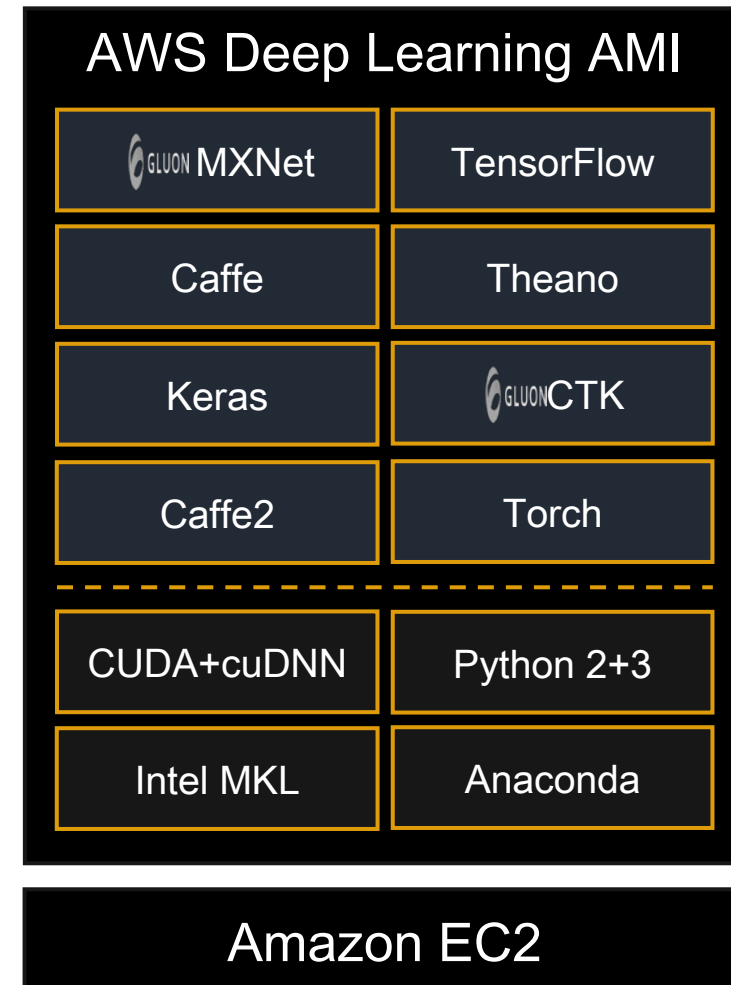 AWS Deep Learning AMI
GLUON MXNet
TensorFlow
Caffe
Theano
Keras
GLUON CTK
Caffe2
Torch
CUDA+cuDNN
Python 2+3
Intel MKL
Anaconda
Amazon EC2